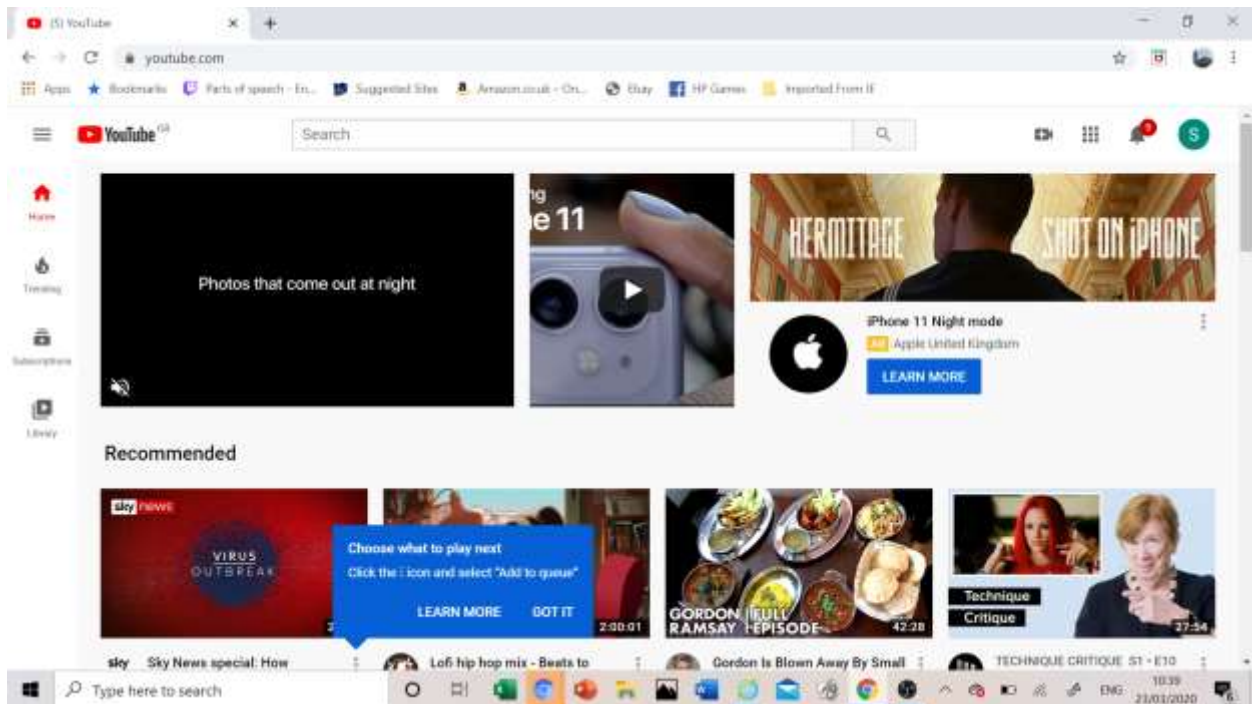 (5) YouTube
youtube.com
Apps Bookmarks Parts of speech - En... Suggested Sites Amazon.co.uk - On... Ebay HP Games Imported From IE
YouTube GB
Search
9
S
Home
Trending
Subscriptions
Library
Photos that come out at night
ng
e 11
HERMITAGE SHOT ON iPHONE
iPhone 11 Night mode
Ad Apple United Kingdom
LEARN MORE
Recommended
sky news
VIRUS
OUTBREAK
Choose what to play next
Click the icon and select "Add to queue"
LEARN MORE GOT IT
2:00:01
GORDON FULL
RAMSAY EPISODE
42:28
Technique
Critique
27:54
sky Sky News special: How
Lofi hip hop mix - Beats to
Gordon Is Blown Away By Small
TECHNIQUE CRITIQUE S1 • E10
Type here to search
ENG
10:39
23/03/2020
6